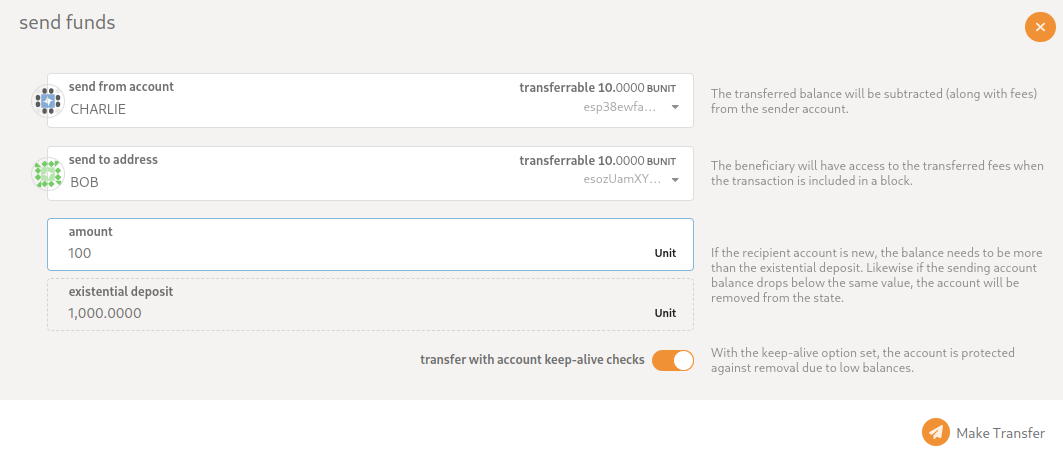 send funds
send from account
transferrable 10.0000 BUNIT
CHARLIE
esp38ewfa...
The transferred balance will be subtracted (along with fees)
from the sender account.
send to address
transferrable 10.0000 BUNIT
BOB
esozUamXY...
The beneficiary will have access to the transferred fees when
the transaction is included in a block.
amount
100
Unit
If the recipient account is new, the balance needs to be more
than the existential deposit. Likewise if the sending account
balance drops below the same value, the account will be
removed from the state.
existential deposit
1,000.0000
Unit
transfer with account keep-alive checks
With the keep-alive option set, the account is protected
against removal due to low balances.
Make Transfer